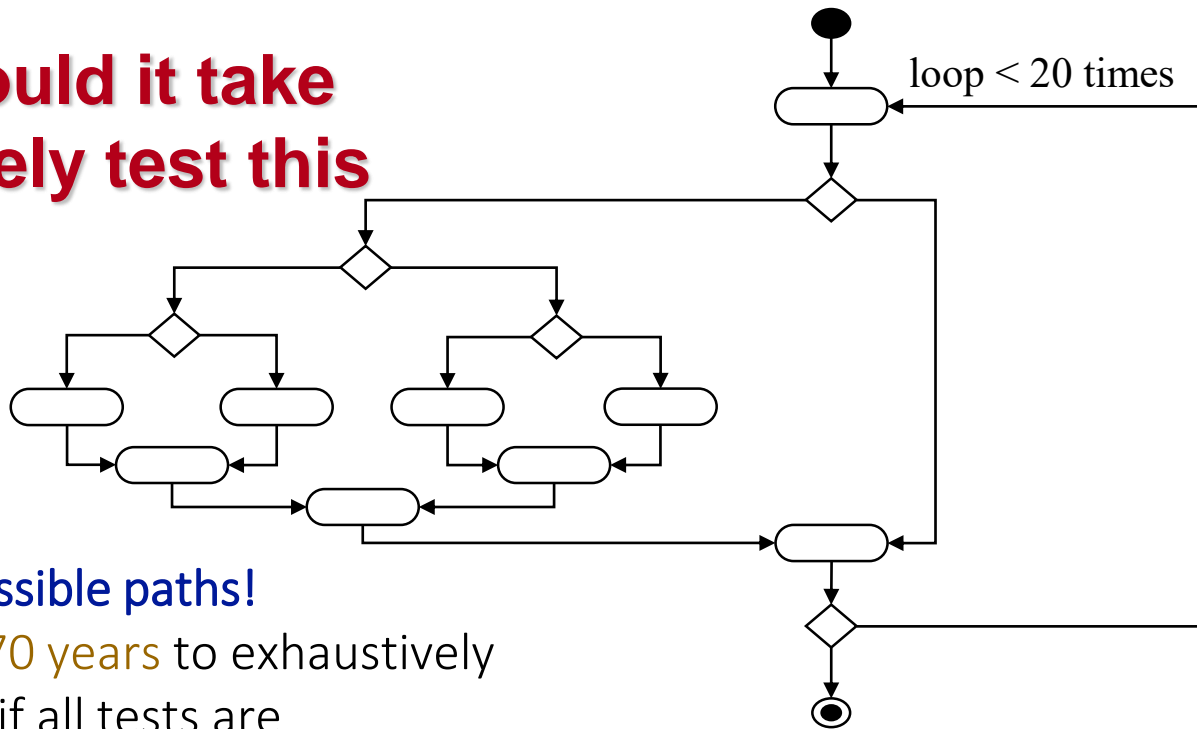 ould it take
ely test this
loop < 20 times
ssible paths!
70 years to exhaustively
if all tests are